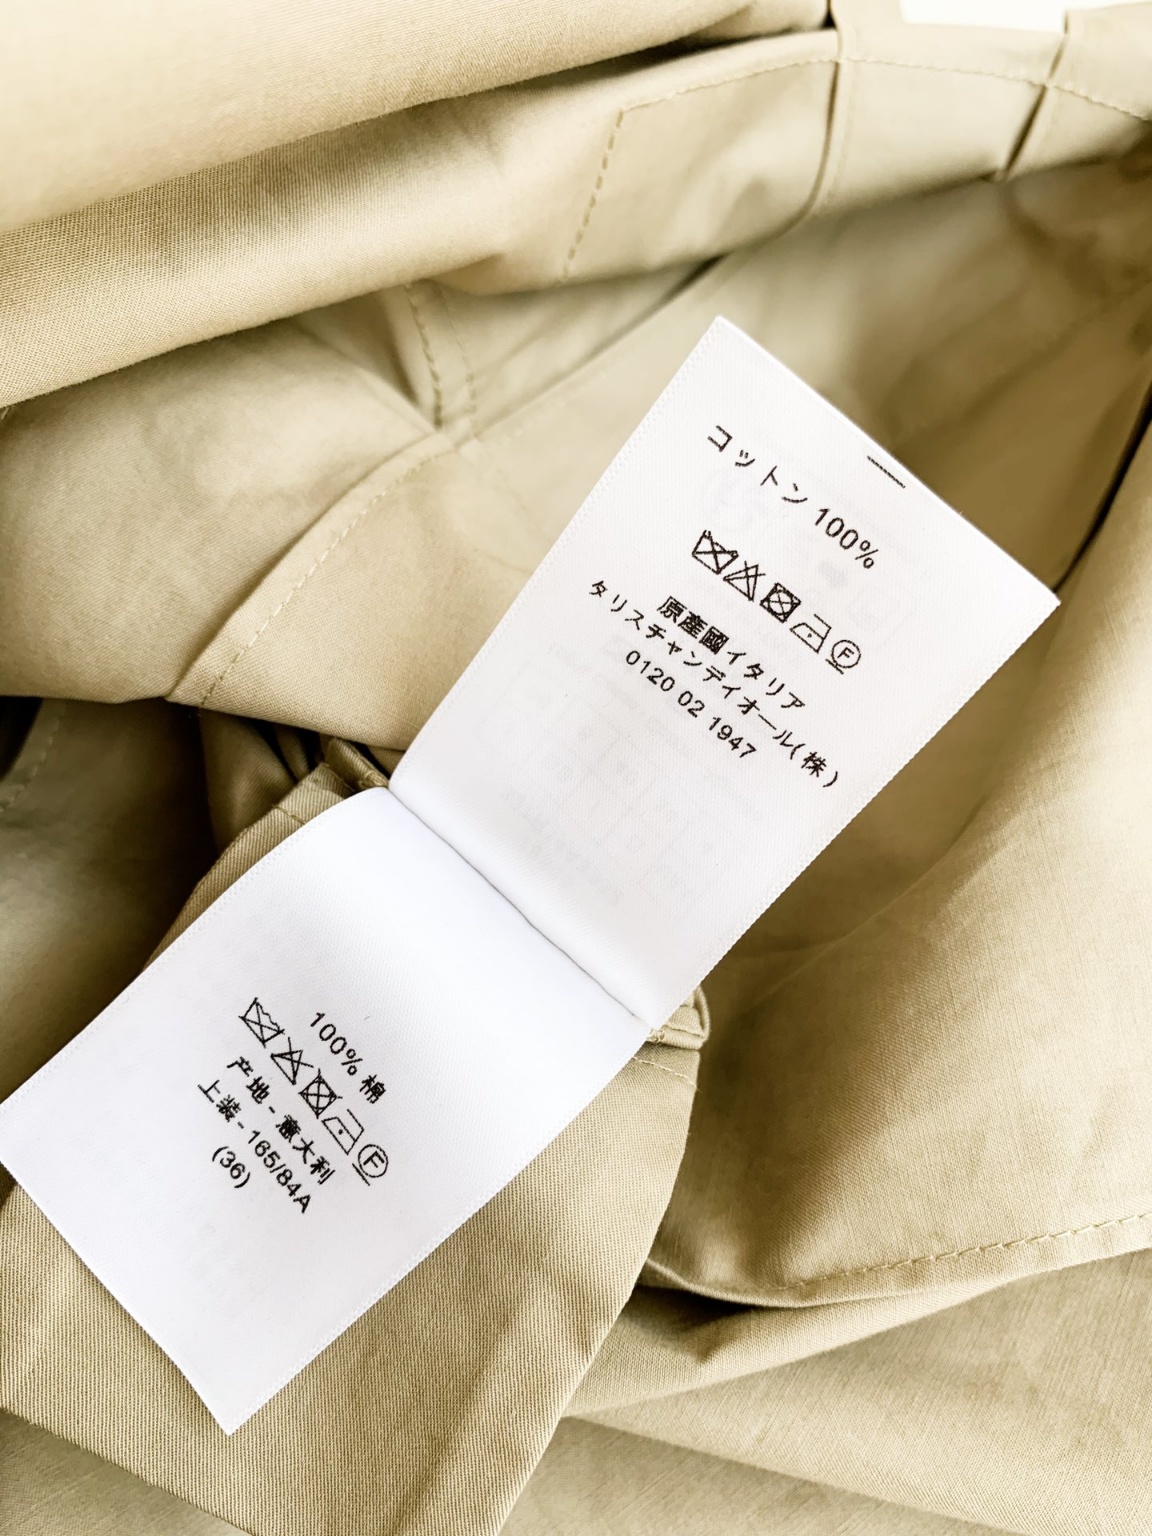 コットン 100%
F
原産國イタリア
タリスチャンディオール(株)
0120 02 1947
100% 棉
F
产地 - 意大利
上装 - 165/84A
(36)